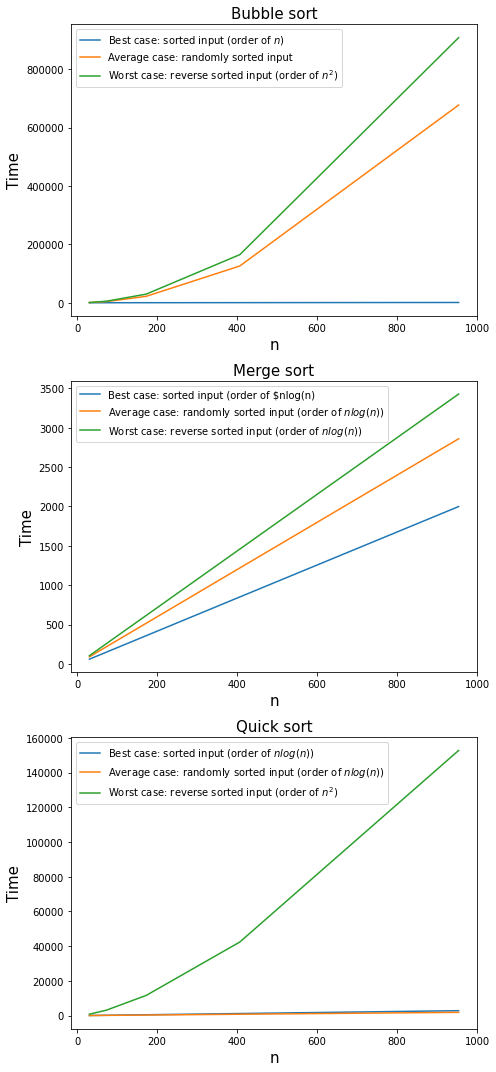 Bubble sort
Best case: sorted input (order of n)
Average case: randomly sorted input
Worst case: reverse sorted input (order of n²)
800000
600000
400000
200000
0
Time
0 200 400 600 800 1000
n
Merge sort
Best case: sorted input (order of $nlog(n)
Average case: randomly sorted input (order of nlog(n))
Worst case: reverse sorted input (order of nlog(n))
3500
3000
2500
2000
1500
1000
500
0
Time
0 200 400 600 800 1000
n
Quick sort
Best case: sorted input (order of nlog(n))
Average case: randomly sorted input (order of nlog(n))
Worst case: reverse sorted input (order of n²)
160000
140000
120000
100000
80000
60000
40000
20000
0
Time
0 200 400 600 800 1000
n